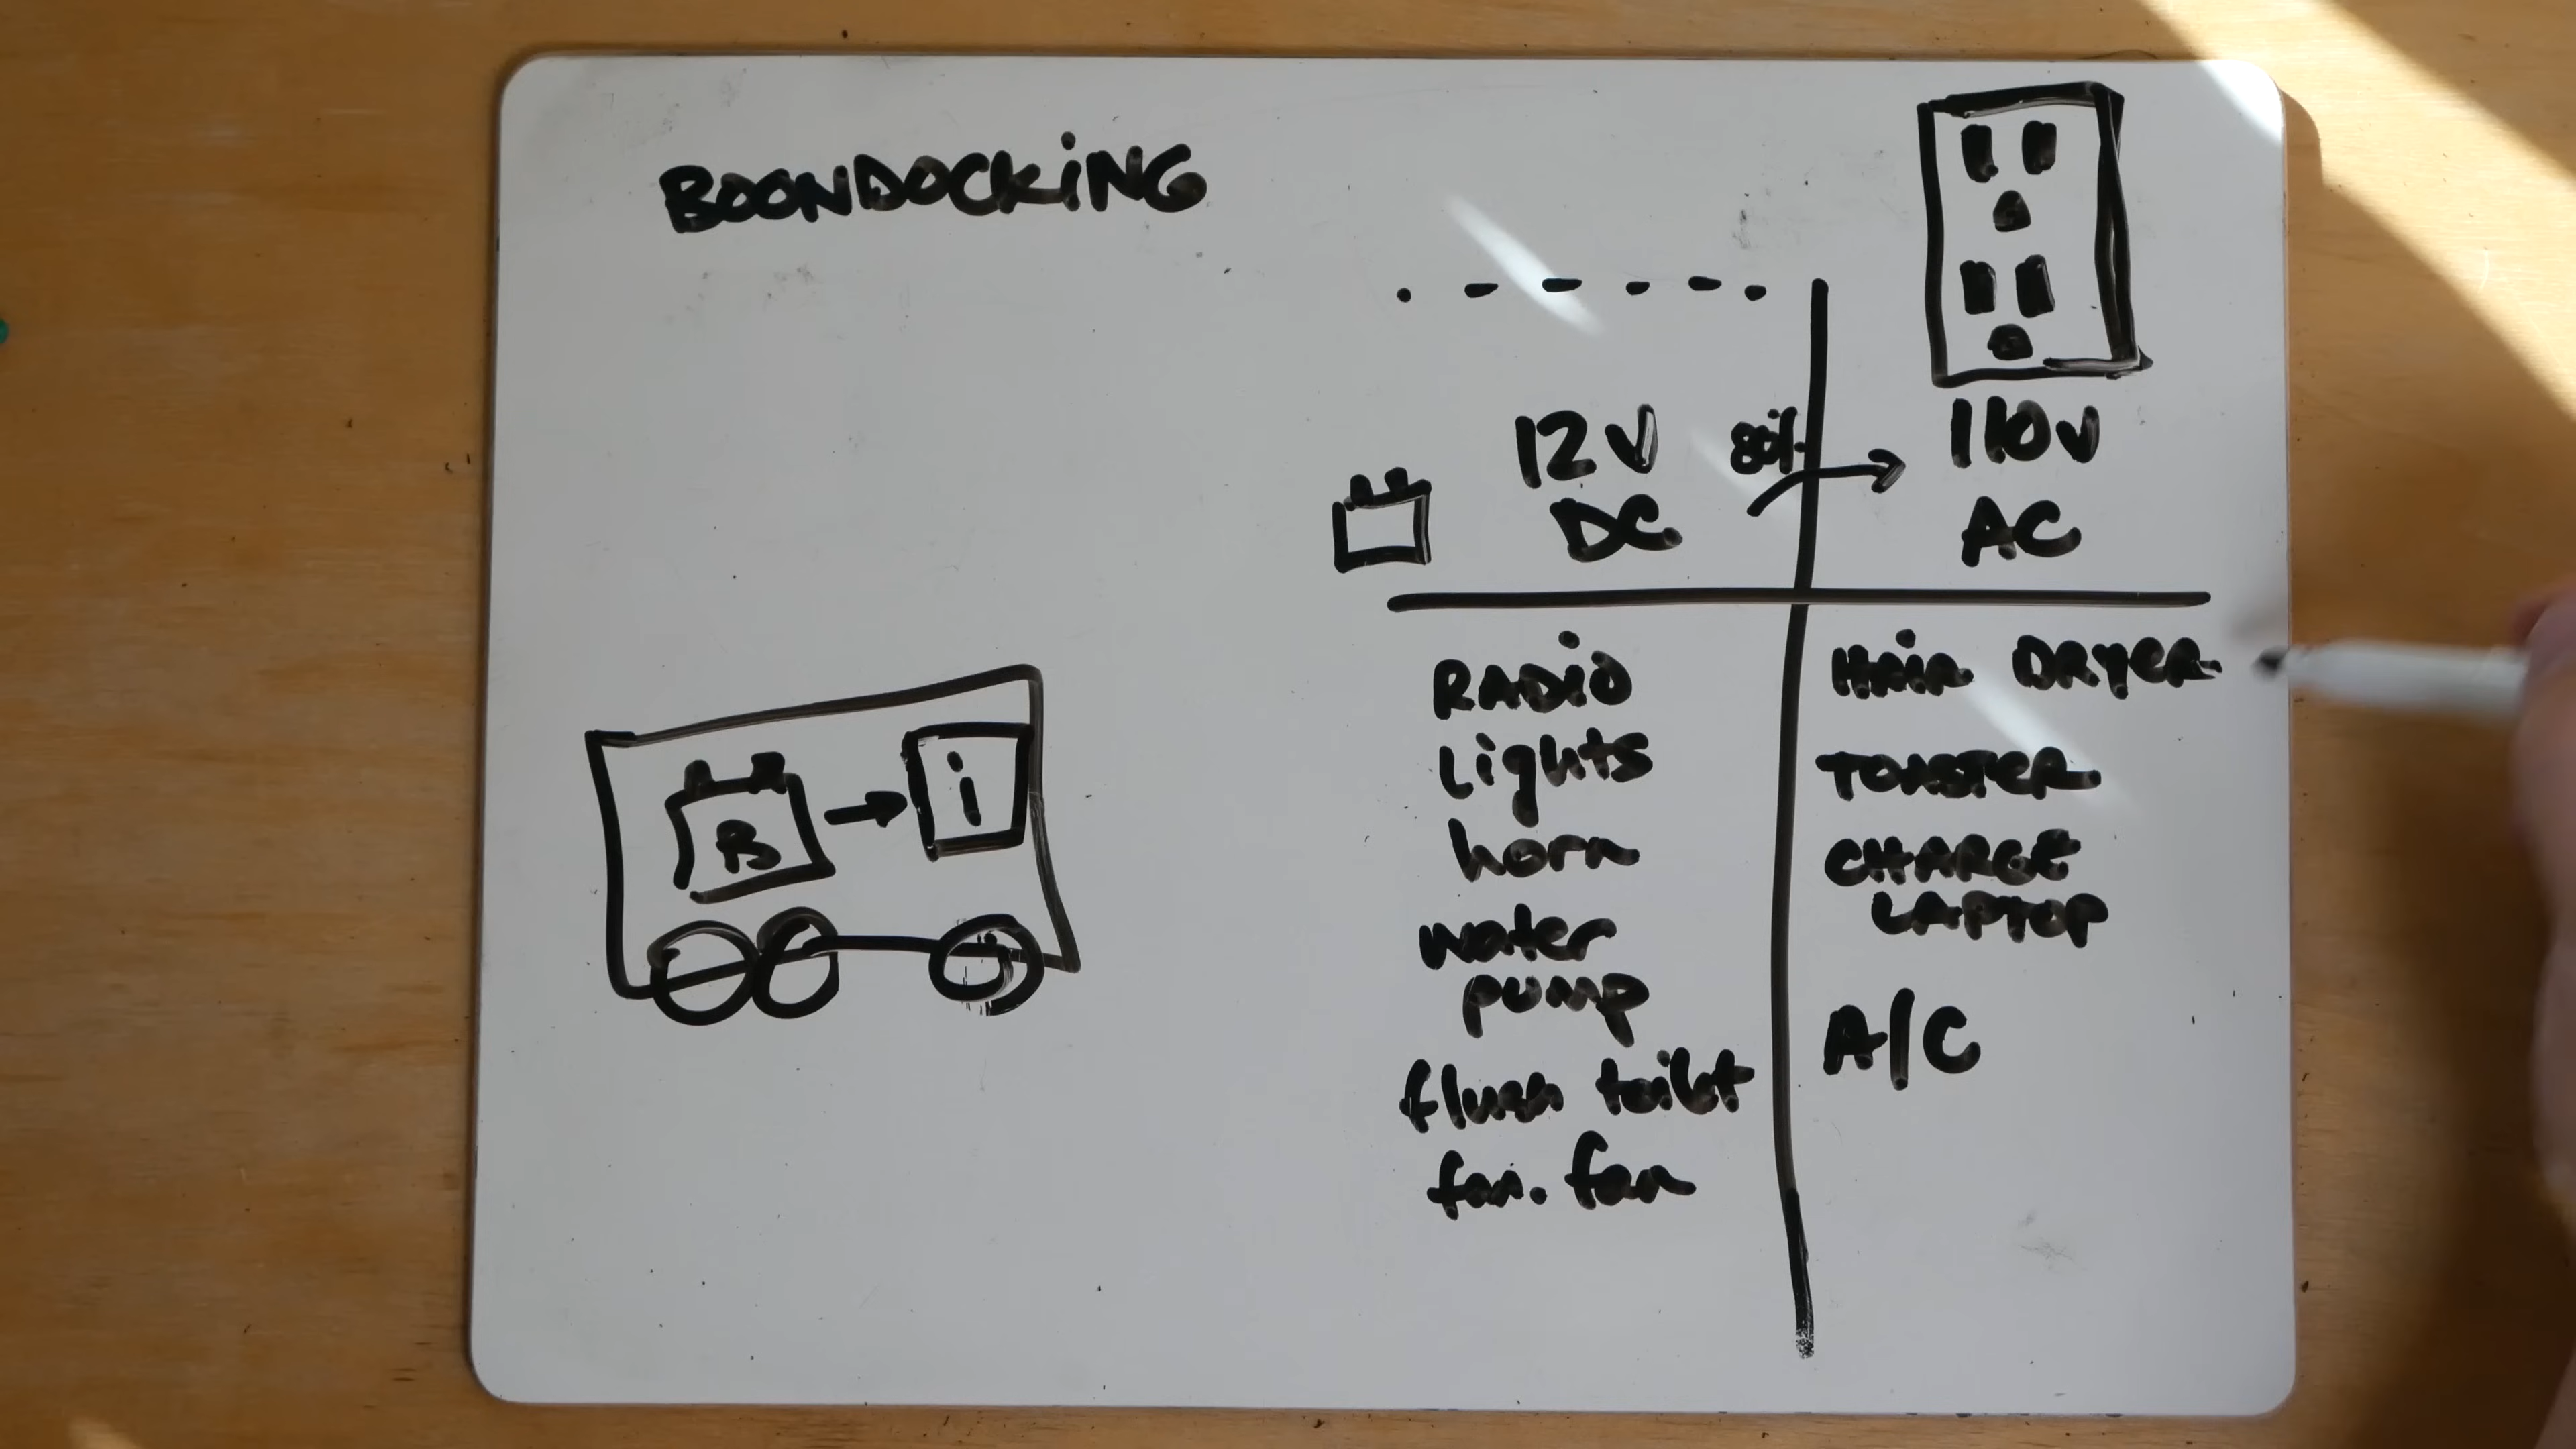 BOONDOCKiNG
12V
DC
80%
110V
AC
RADiO
Lights
horn
water
pump
flush toilet
fan. fan
HAiR DRYER
TOASTER
CHARGE
LAPTOP
A/C
B
i